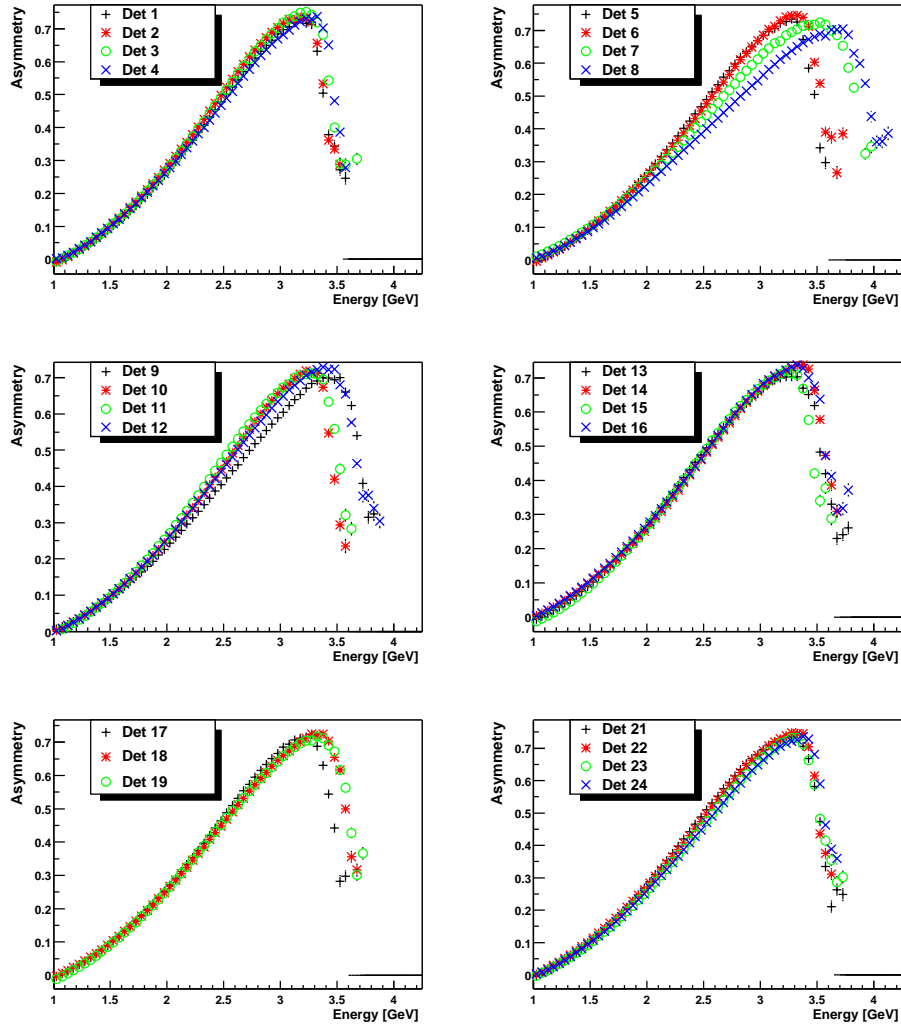 Asymmetry
Det 1
Det 2
Det 3
Det 4
0.7
0.6
0.5
0.4
0.3
0.2
0.1
0
1 1.5 2 2.5 3 3.5 4
Energy [GeV]
Asymmetry
Det 5
Det 6
Det 7
Det 8
0.7
0.6
0.5
0.4
0.3
0.2
0.1
0
1 1.5 2 2.5 3 3.5 4
Energy [GeV]
Asymmetry
Det 9
Det 10
Det 11
Det 12
0.7
0.6
0.5
0.4
0.3
0.2
0.1
0
1 1.5 2 2.5 3 3.5 4
Energy [GeV]
Asymmetry
Det 13
Det 14
Det 15
Det 16
0.7
0.6
0.5
0.4
0.3
0.2
0.1
0
1 1.5 2 2.5 3 3.5 4
Energy [GeV]
Asymmetry
Det 17
Det 18
Det 19
0.7
0.6
0.5
0.4
0.3
0.2
0.1
0
1 1.5 2 2.5 3 3.5 4
Energy [GeV]
Asymmetry
Det 21
Det 22
Det 23
Det 24
0.7
0.6
0.5
0.4
0.3
0.2
0.1
0
1 1.5 2 2.5 3 3.5 4
Energy [GeV]